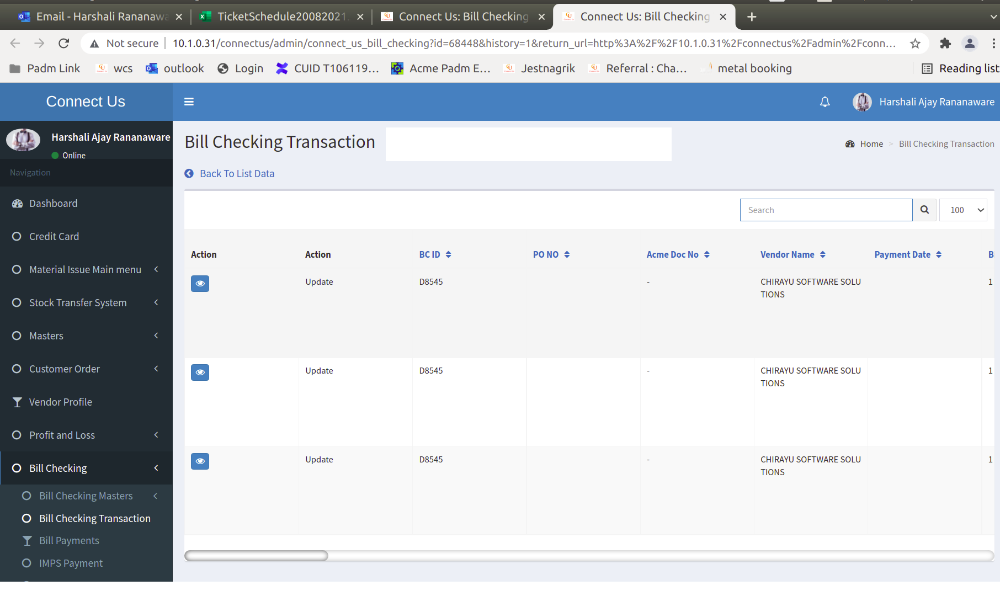 Email - Harshali Rananawa
TicketSchedule20082021.
Connect Us: Bill Checking
Connect Us: Bill Checking
Not secure
10.1.0.31/connectus/admin/connect_us_bill_checking?id=68448&history=1&return_url=http%3A%2F%2F10.1.0.31%2Fconnectus%2Fadmin%2Fconn...
Padm Link
wcs
outlook
Login
CUID T106119...
Acme Padm E...
Jestnagrik
Referral : Cha...
metal booking
Reading list
Connect Us
Harshali Ajay Rananaware
Harshali Ajay Rananaware
Online
Navigation
Dashboard
Credit Card
Material Issue Main menu
Stock Transfer System
Masters
Customer Order
Vendor Profile
Profit and Loss
Bill Checking
Bill Checking Masters
Bill Checking Transaction
Bill Payments
IMPS Payment
Bill Checking Transaction
Home > Bill Checking Transaction
Back To List Data
Search
100
Action Action BC ID PO NO Acme Doc No Vendor Name Payment Date B
Update D8545 - CHIRAYU SOFTWARE SOLU 1
TIONS
Update D8545 - CHIRAYU SOFTWARE SOLU 1
TIONS
Update D8545 - CHIRAYU SOFTWARE SOLU 1
TIONS